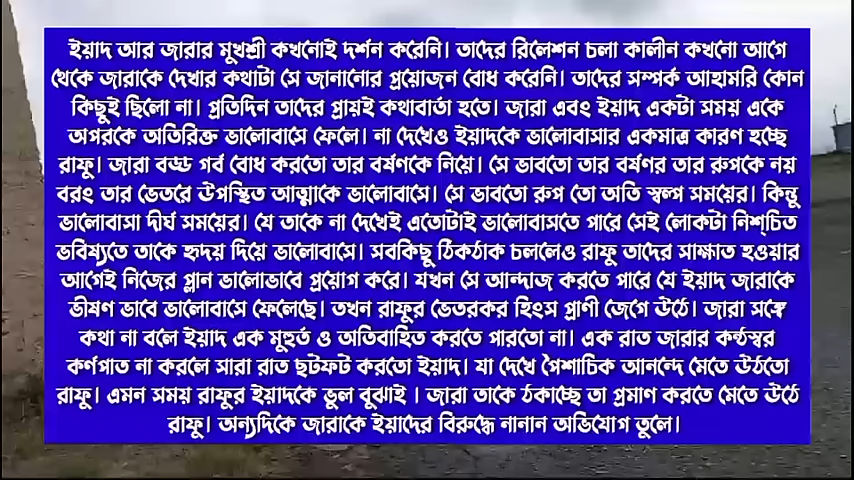 ইয়াদ আর জারার মুখশ্রী কখনোই দর্শন করেনি। তাদের রিলেশন চলা কালীন কখনো আগে
থেকে জারাকে দেখার কথাটা সে জানানোর প্রয়োজন বোধ করেনি। তাদের সম্পর্ক আহামরি কোন
কিছুই ছিলো না। প্রতিদিন তাদের প্রায়ই কথাবার্তা হতে। জারা এবং ইয়াদ একটা সময় একে
অপরকে অতিরিক্ত ভালোবাসে ফেলে। না দেখেও ইয়াদকে ভালোবাসার একমাত্র কারণ হচ্ছে
রাফু। জারা বড্ড গর্ব বোধ করতো তার বর্ষণকে নিয়ে। সে ভাবতো তার বর্ষণর তার রুপকে নয়
বরং তার ভেতরে উপস্থিত আত্মাকে ভালোবাসে। সে ভাবতো রুপ তো অতি স্বল্প সময়ের। কিন্তু
ভালোবাসা দীর্ঘ সময়ের। যে তাকে না দেখেই এতোটাই ভালোবাসতে পারে সেই লোকটা নিশ্চিত
ভবিষ্যতে তাকে হৃদয় দিয়ে ভালোবাসে। সবকিছু ঠিকঠাক চললেও রাফু তাদের সাক্ষাত হওয়ার
আগেই নিজের প্লান ভালোভাবে প্রয়োগ করে। যখন সে আন্দাজ করতে পারে যে ইয়াদ জারাকে
ভীষণ ভাবে ভালোবাসে ফেলেছে। তখন রাফুর ভেতরকর হিংস প্রাণী জেগে উঠে। জারা সঙ্গে
কথা না বলে ইয়াদ এক মুহুর্ত ও অতিবাহিত করতে পারতো না। এক রাত জারার কন্ঠস্বর
কর্ণপাত না করলে সারা রাত ছটফট করতো ইয়াদ। যা দেখে পৈশাচিক আনন্দে মেতে উঠতো
রাফু। এমন সময় রাফুর ইয়াদকে ভুল বুঝাই । জারা তাকে ঠকাচ্ছে তা প্রমাণ করতে মেতে উঠে
রাফু। অন্যদিকে জারাকে ইয়াদের বিরুদ্ধে নানান অভিযোগ তুলে।